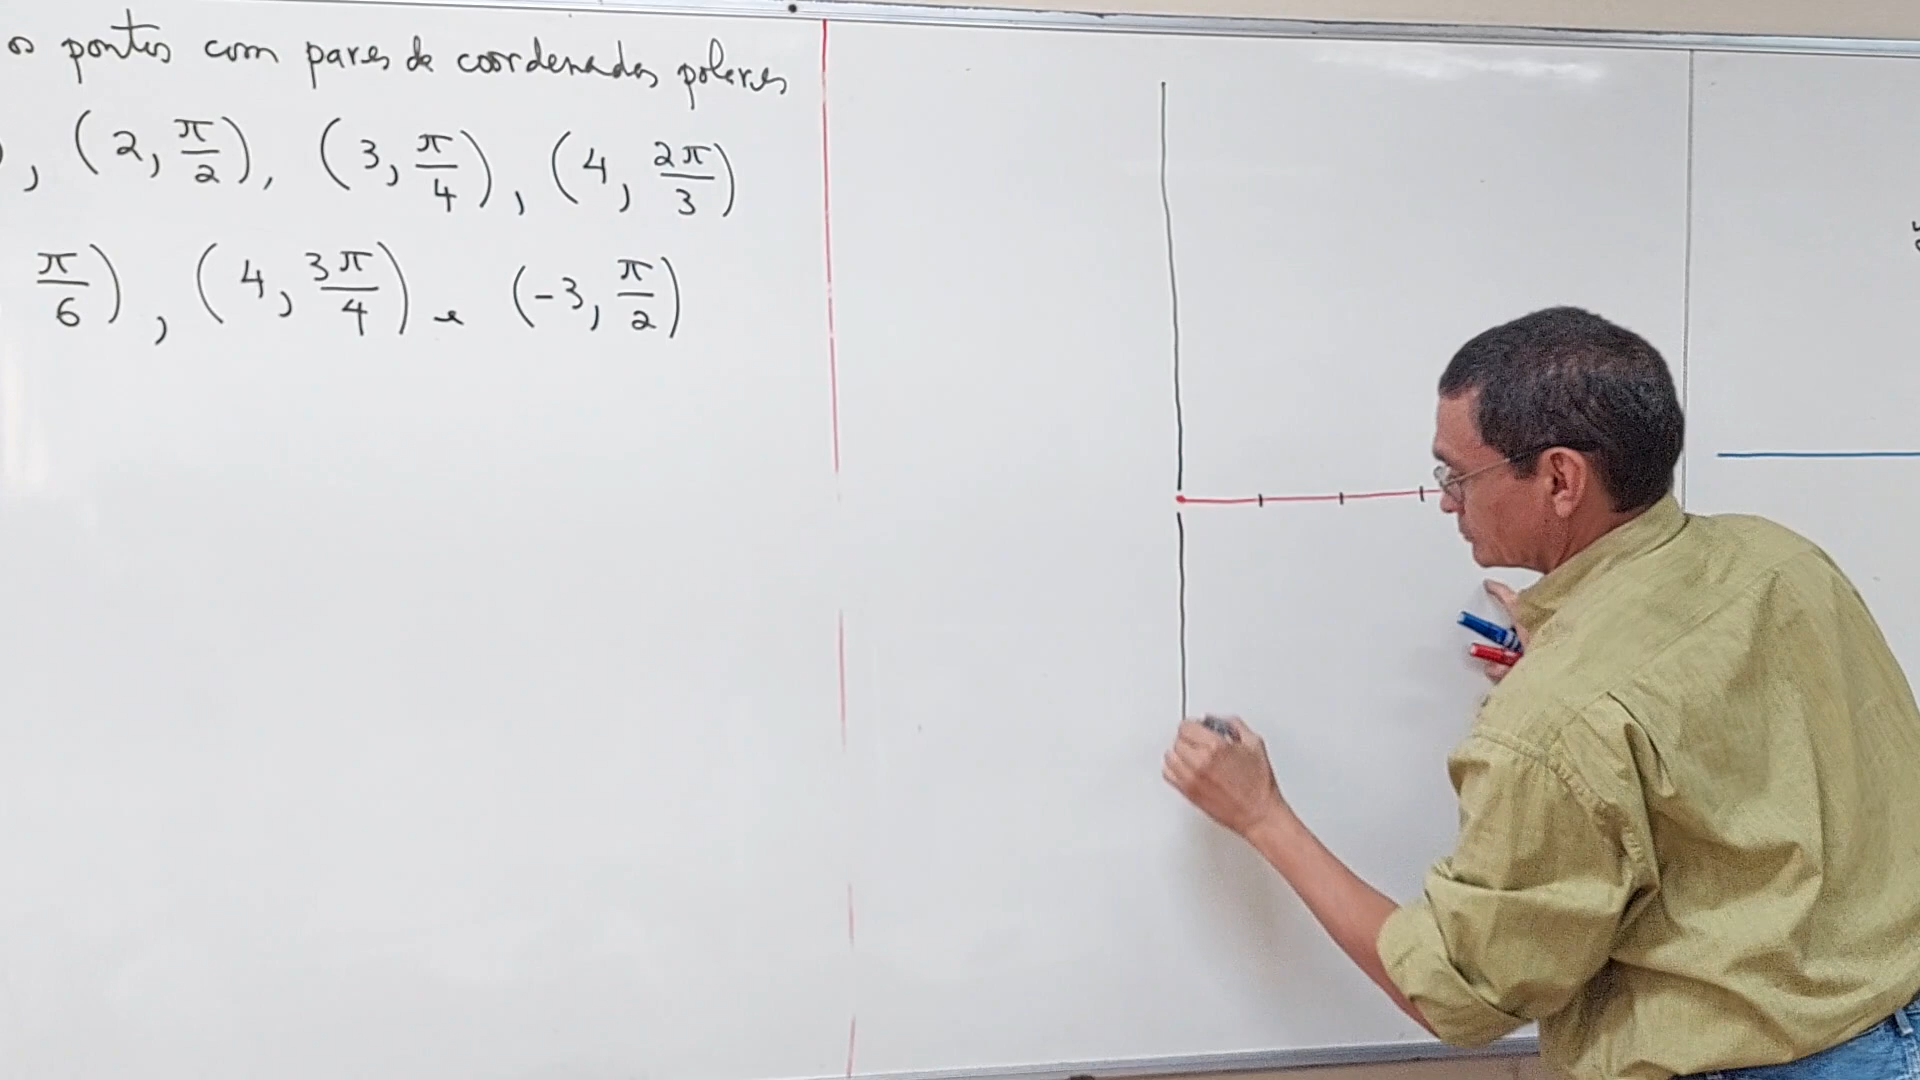 os pontos com pares de coordenadas polares
), (2, π/2), (3, π/4), (4, 2π/3)
π/6), (4, 3π/4) e (-3, π/2)